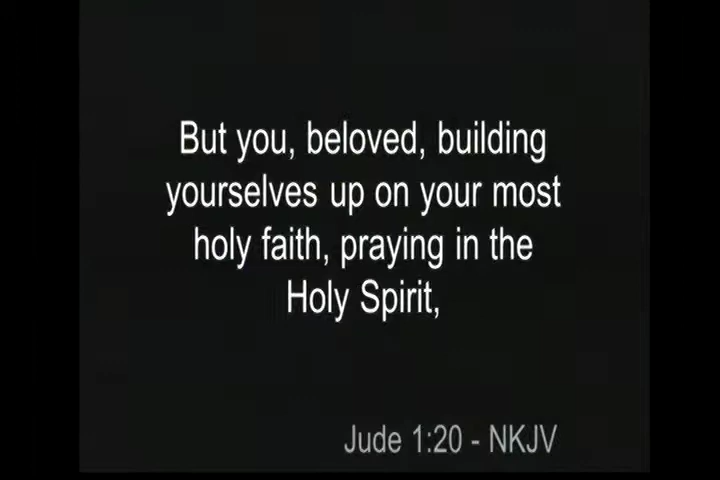 But you, beloved, building
yourselves up on your most
holy faith, praying in the
Holy Spirit,
Jude 1:20 - NKJV